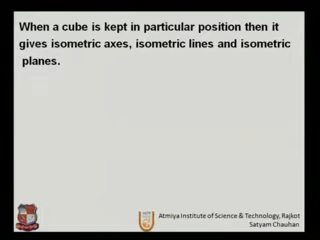 When a cube is kept in particular position then it
gives isometric axes, isometric lines and isometric
planes.
Atmiya Institute of Science & Technology, Rajkot
Satyam Chauhan